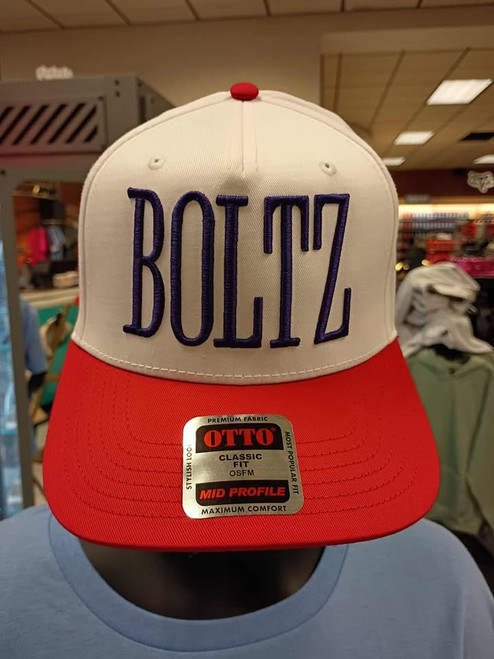 BOLTZ
PREMIUM FABRIC
STYLISH LOOK
OTTO
CLASSIC
FIT
OSFM
MID PROFILE
MOST POPULAR FIT
MAXIMUM COMFORT